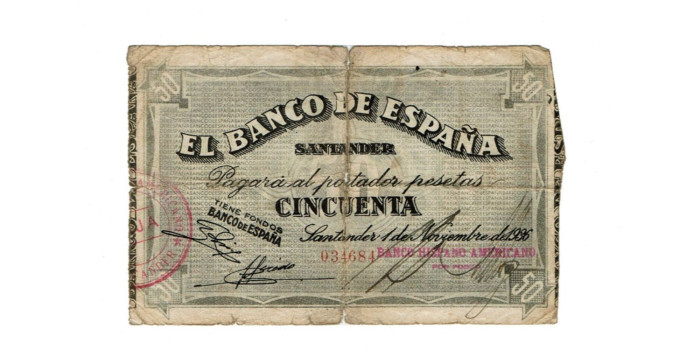 50 50
EL BANCO DE ESPAÑA
SANTANDER
Pagará al portador pesetas
CINCUENTA
TIENE FONDOS
BANCO DE ESPAÑA
Santander 1 de Noviembre de 1936
034684
BANCO HISPANO AMERICANO
50 50